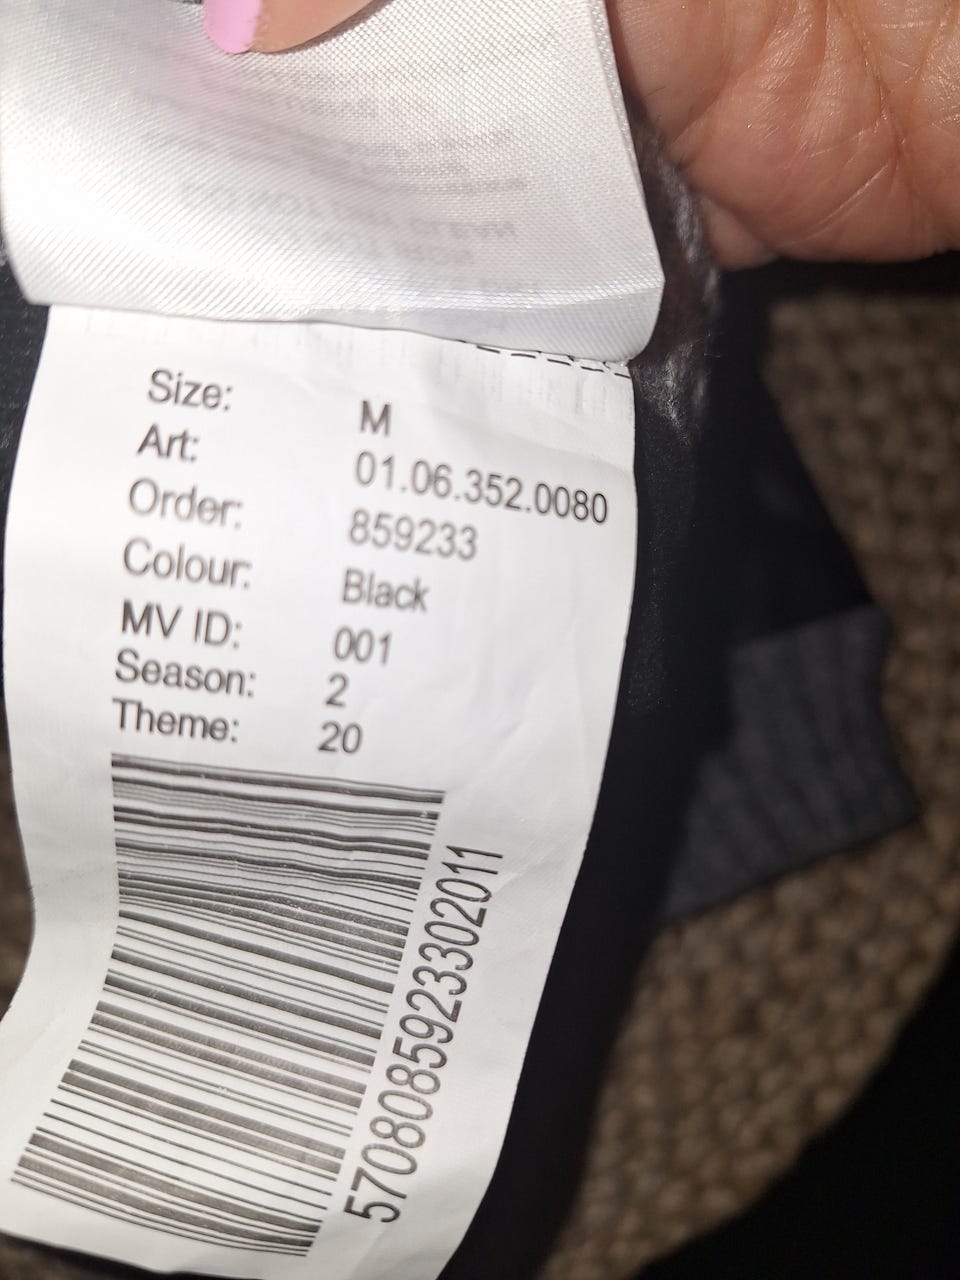 Size: M
Art: 01.06.352.0080
Order: 859233
Colour: Black
MV ID: 001
Season: 2
Theme: 20
5708085923302011